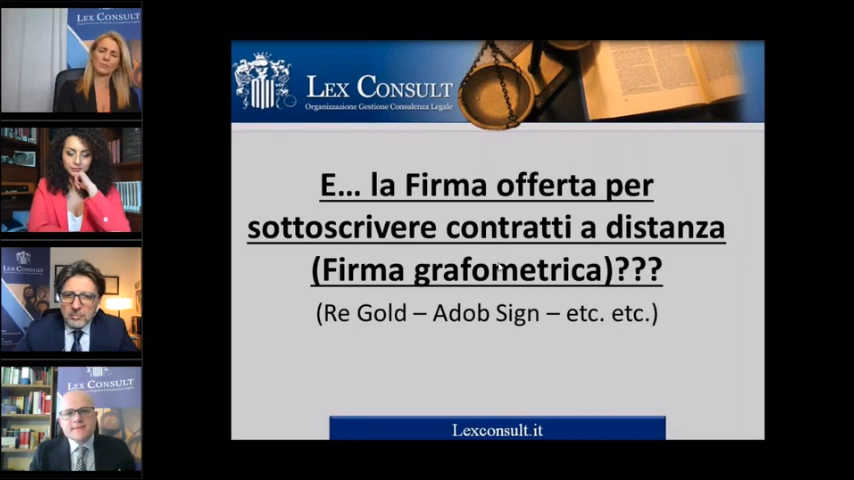 LEX CONSULT
LEX CONSULT
LEX CONSULT
LEX CONSULT
Organizzazione Gestione Consulenza Legale
E... la Firma offerta per
sottoscrivere contratti a distanza
(Firma grafometrica)???
(Re Gold – Adob Sign – etc. etc.)
Lexconsult.it